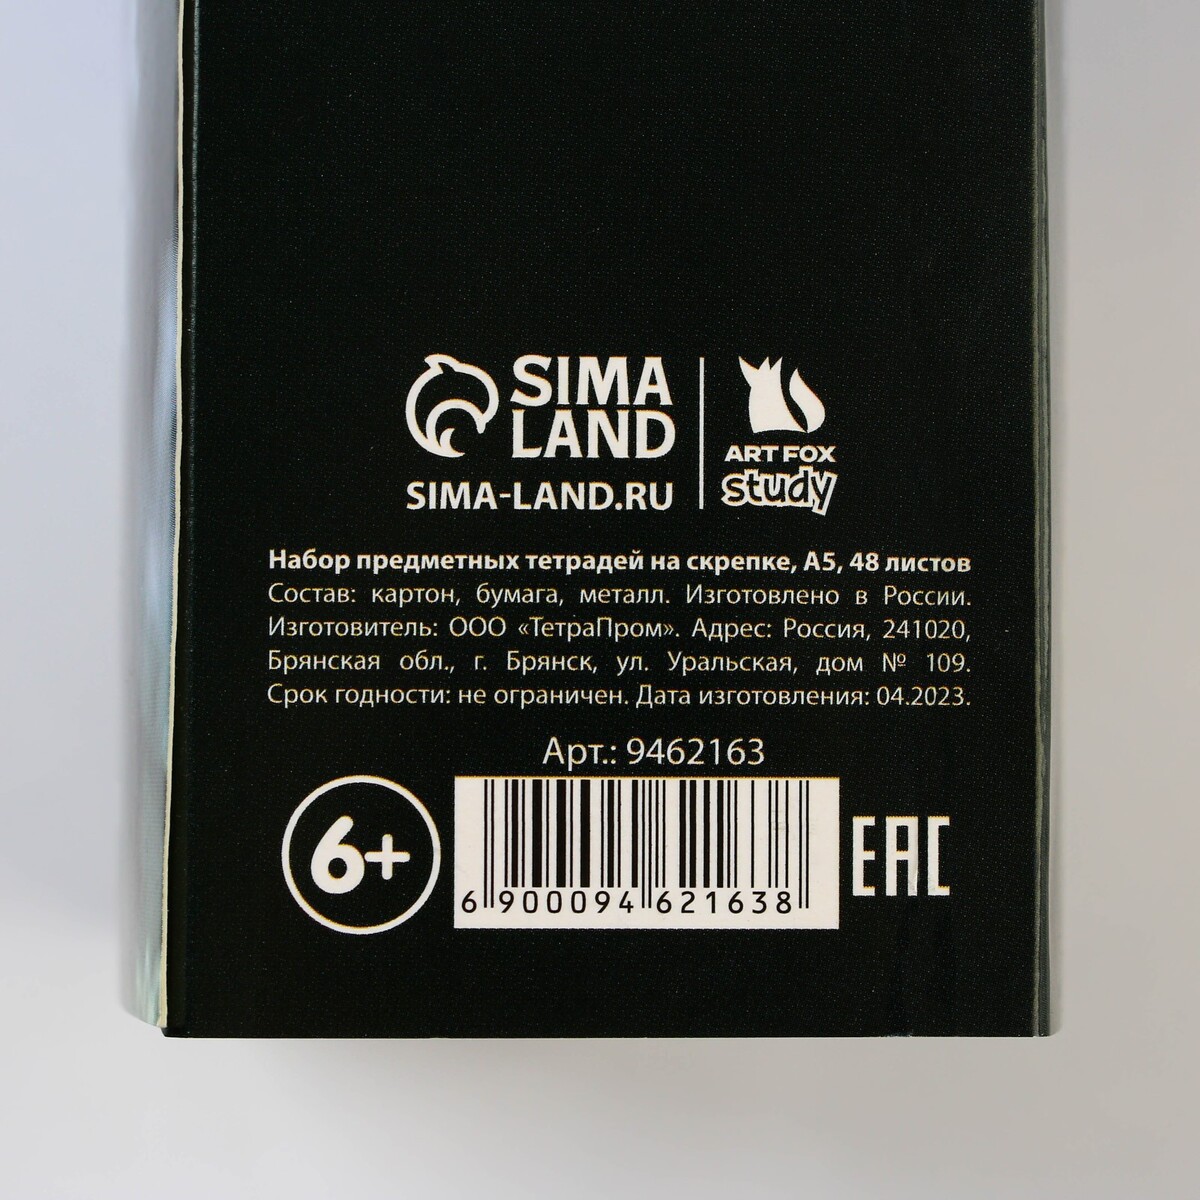 SIMA
LAND
SIMA-LAND.RU
ART FOX
study
Набор предметных тетрадей на скрепке, А5, 48 листов
Состав: картон, бумага, металл. Изготовлено в России.
Изготовитель: ООО «ТетраПром». Адрес: Россия, 241020,
Брянская обл., г. Брянск, ул. Уральская, дом № 109.
Срок годности: не ограничен. Дата изготовления: 04.2023.
Арт.: 9462163
6+
6 900094 621638
EAC